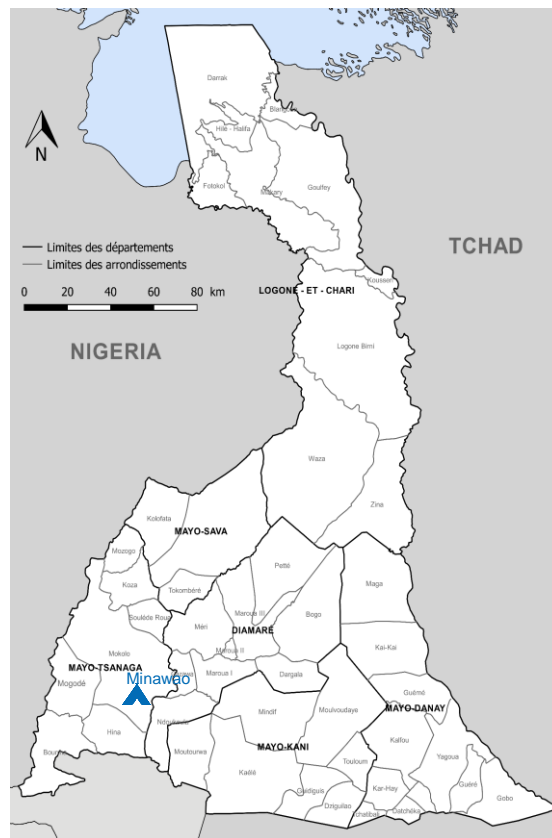 Darrak
Blangoua
Hilé - Halifa
Fotokol
Makary
Goulfey
N
Limites des départements
Limites des arrondissements
0 20 40 60 80 km
TCHAD
Kousseri
LOGONE - ET - CHARI
NIGERIA
Logone Birni
Waza
Zina
Kolofata
MAYO-SAVA
Mozogo
Koza
Tokombéré
Petté
Maga
Soulède Roua
Maroua III
Bogo
Méri
DIAMARÉ
Mokolo
Maroua II
Kai-Kai
MAYO-TSANAGA
Maroua I
Dargala
Minawao
Mogodé
Guémé
Mindif
Moulvoudaye
MAYO-DANAY
Ndoukoula
Hina
Kalfou
Bourha
Moutourwa
MAYO-KANI
Yagoua
Touloum
Kaélé
Kar-Hay
Guéré
Guidiguis
Gobo
Dziguilao
Tchatibali
Datchéka